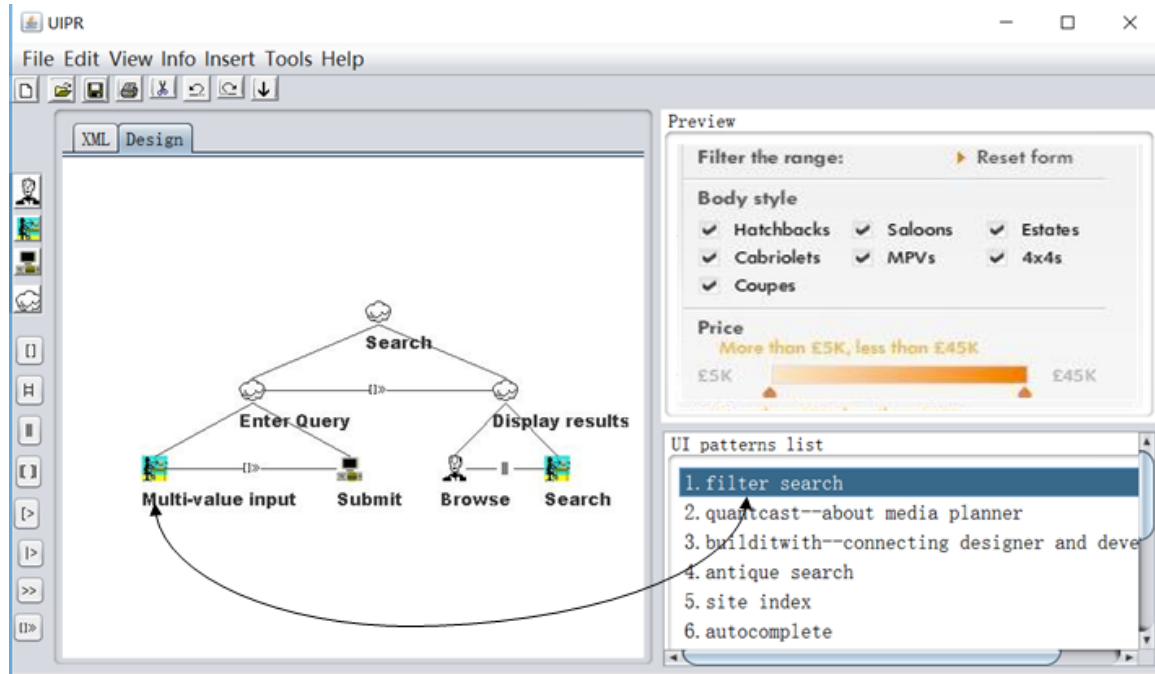 UIPR
File Edit View Info Insert Tools Help
XML Design
Search
Enter Query
Display results
Multi-value input
Submit
Browse
Search
Preview
Filter the range: Reset form
Body style
Hatchbacks Saloons Estates
Cabriolets MPVs 4x4s
Coupes
Price
More than £5K, less than £45K
£5K £45K
UI patterns list
1.filter search
2.quantcast--about media planner
3.builditwith--connecting designer and deve
4.antique search
5.site index
6.autocomplete